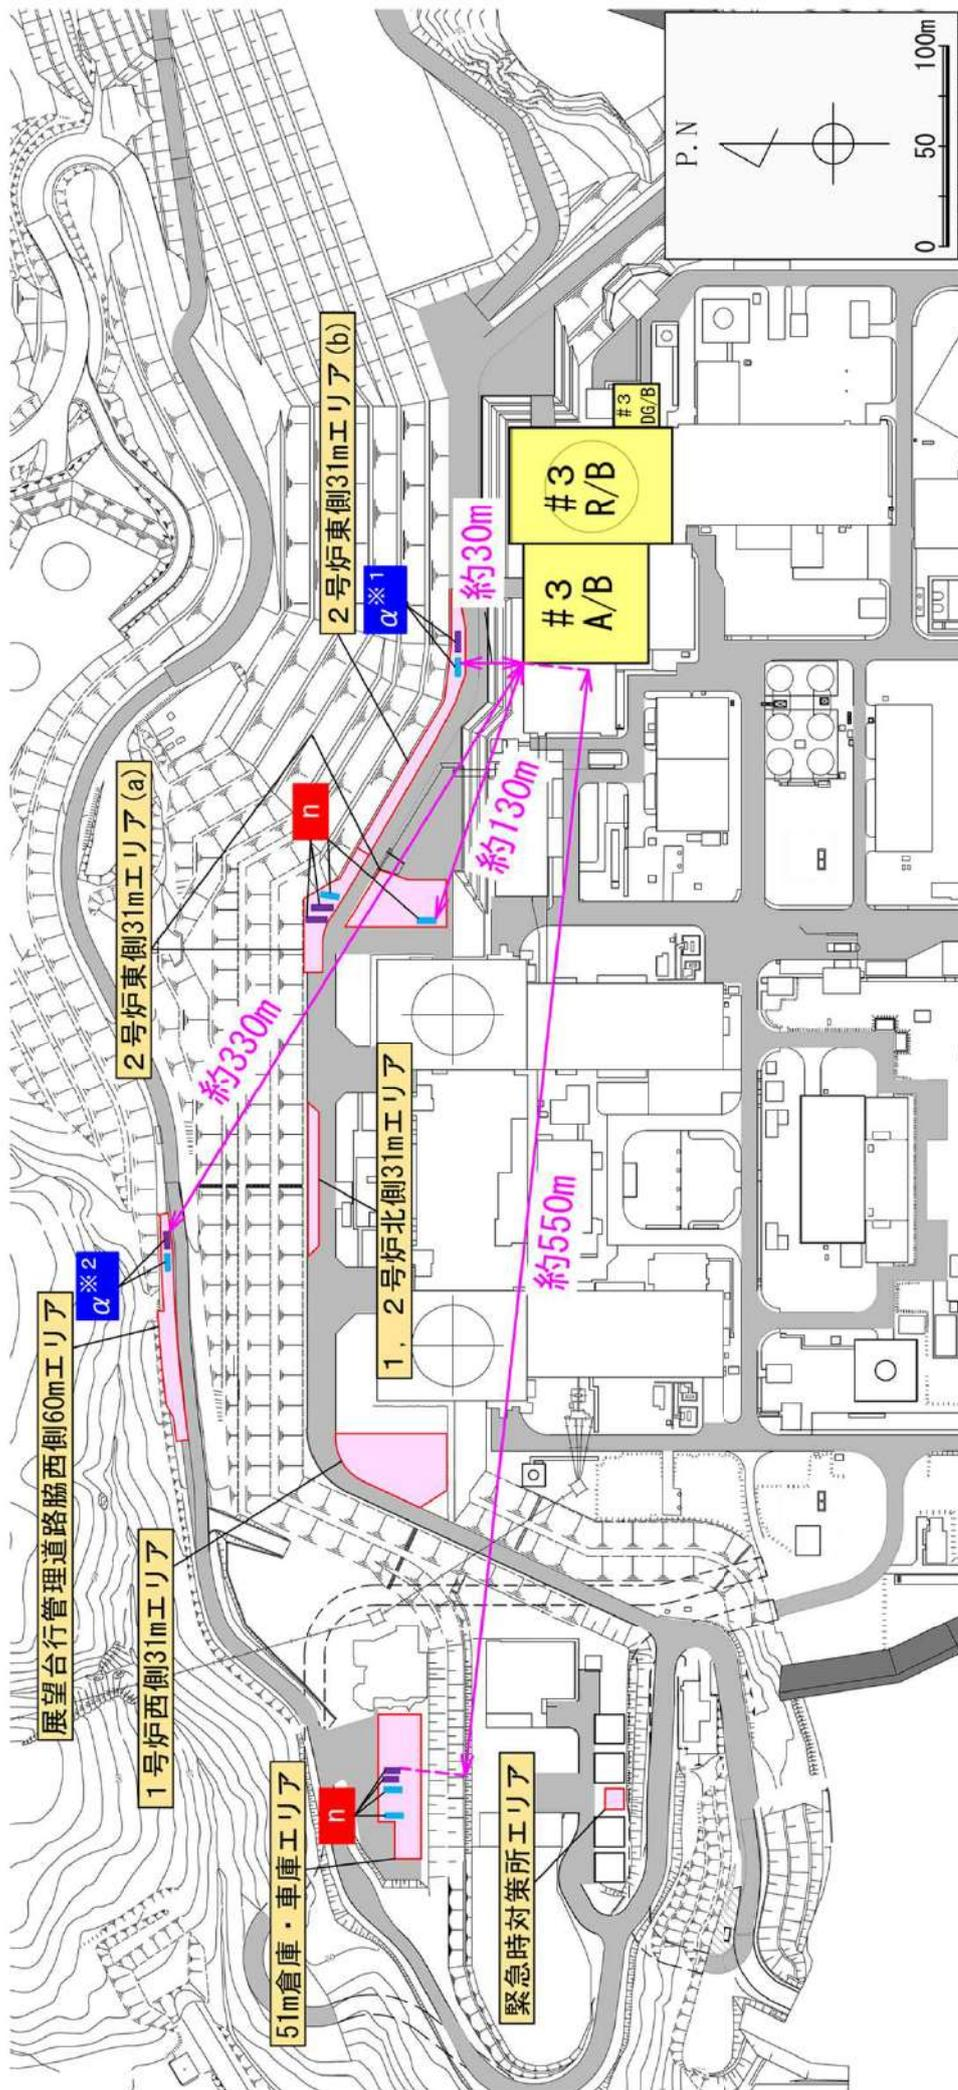 展望台行管理道路脇西側60mエリア
α※2
1号炉西側31mエリア
51m倉庫・車庫エリア
n
緊急時対策所エリア
2号炉東側31mエリア(a)
約330m
1，2号炉北側31mエリア
約550m
n
約130m
2号炉東側31mエリア(b)
α※1
約30m
#3
A/B
#3
R/B
#3
DG/B
P.N
0
50
100m